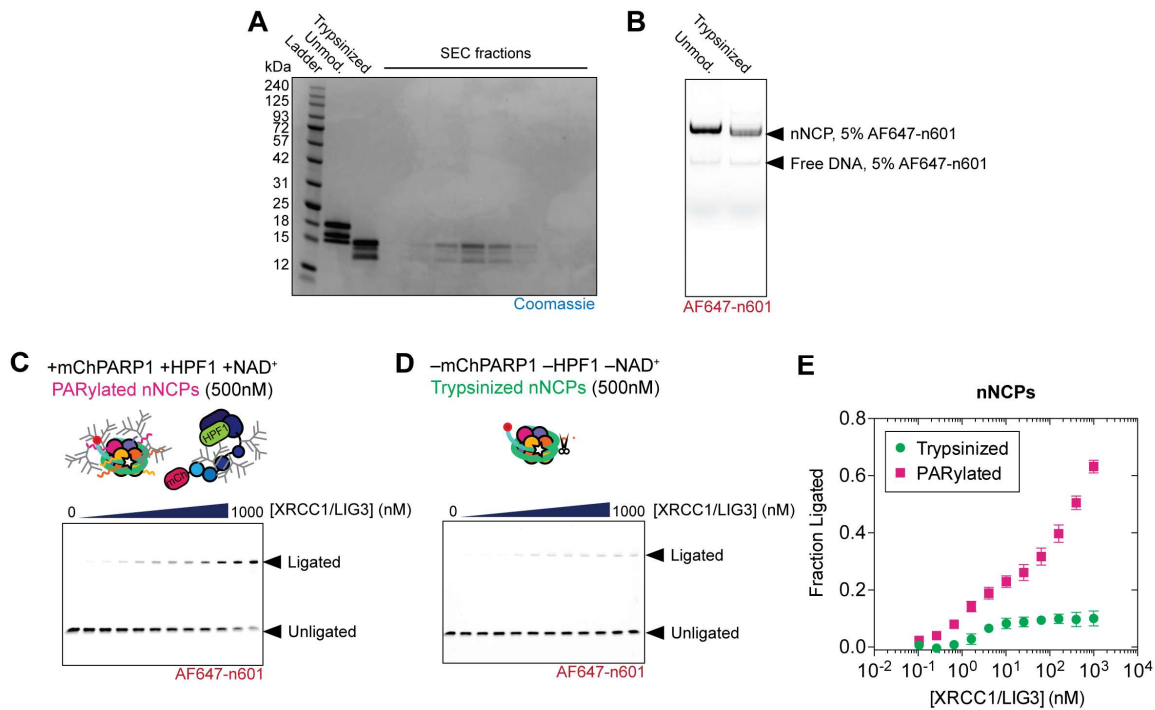 A
Ladder
Unmod.
Trypsinized
SEC fractions
kDa
240
125
93
72
57
42
31
25
18
15
12
Coomassie
B
Unmod.
Trypsinized
nNCP, 5% AF647-n601
Free DNA, 5% AF647-n601
AF647-n601
C
+mChPARP1 +HPF1 +NAD⁺
PARylated nNCPs (500nM)
HPF1
mCh
0 1000 [XRCC1/LIG3] (nM)
Ligated
Unligated
AF647-n601
D
–mChPARP1 –HPF1 –NAD⁺
Trypsinized nNCPs (500nM)
0 1000 [XRCC1/LIG3] (nM)
Ligated
Unligated
AF647-n601
E
nNCPs
Fraction Ligated
0.8
0.6
0.4
0.2
0.0
Trypsinized
PARylated
10⁻² 10⁻¹ 10⁰ 10¹ 10² 10³ 10⁴
[XRCC1/LIG3] (nM)